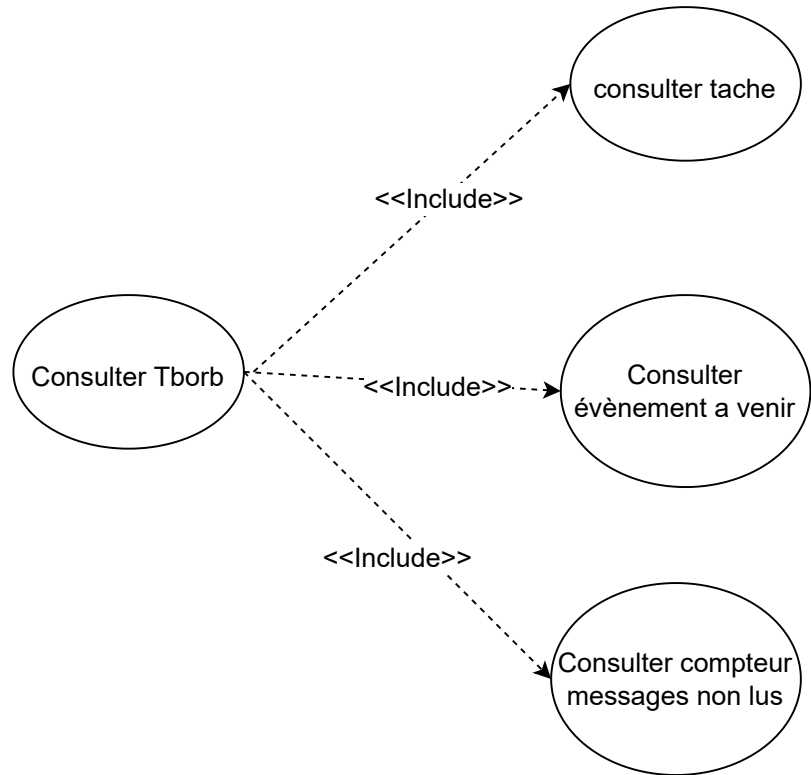 consulter tache
<<Include>>
Consulter Tborb
<<Include>>
Consulter
évènement a venir
<<Include>>
Consulter compteur
messages non lus